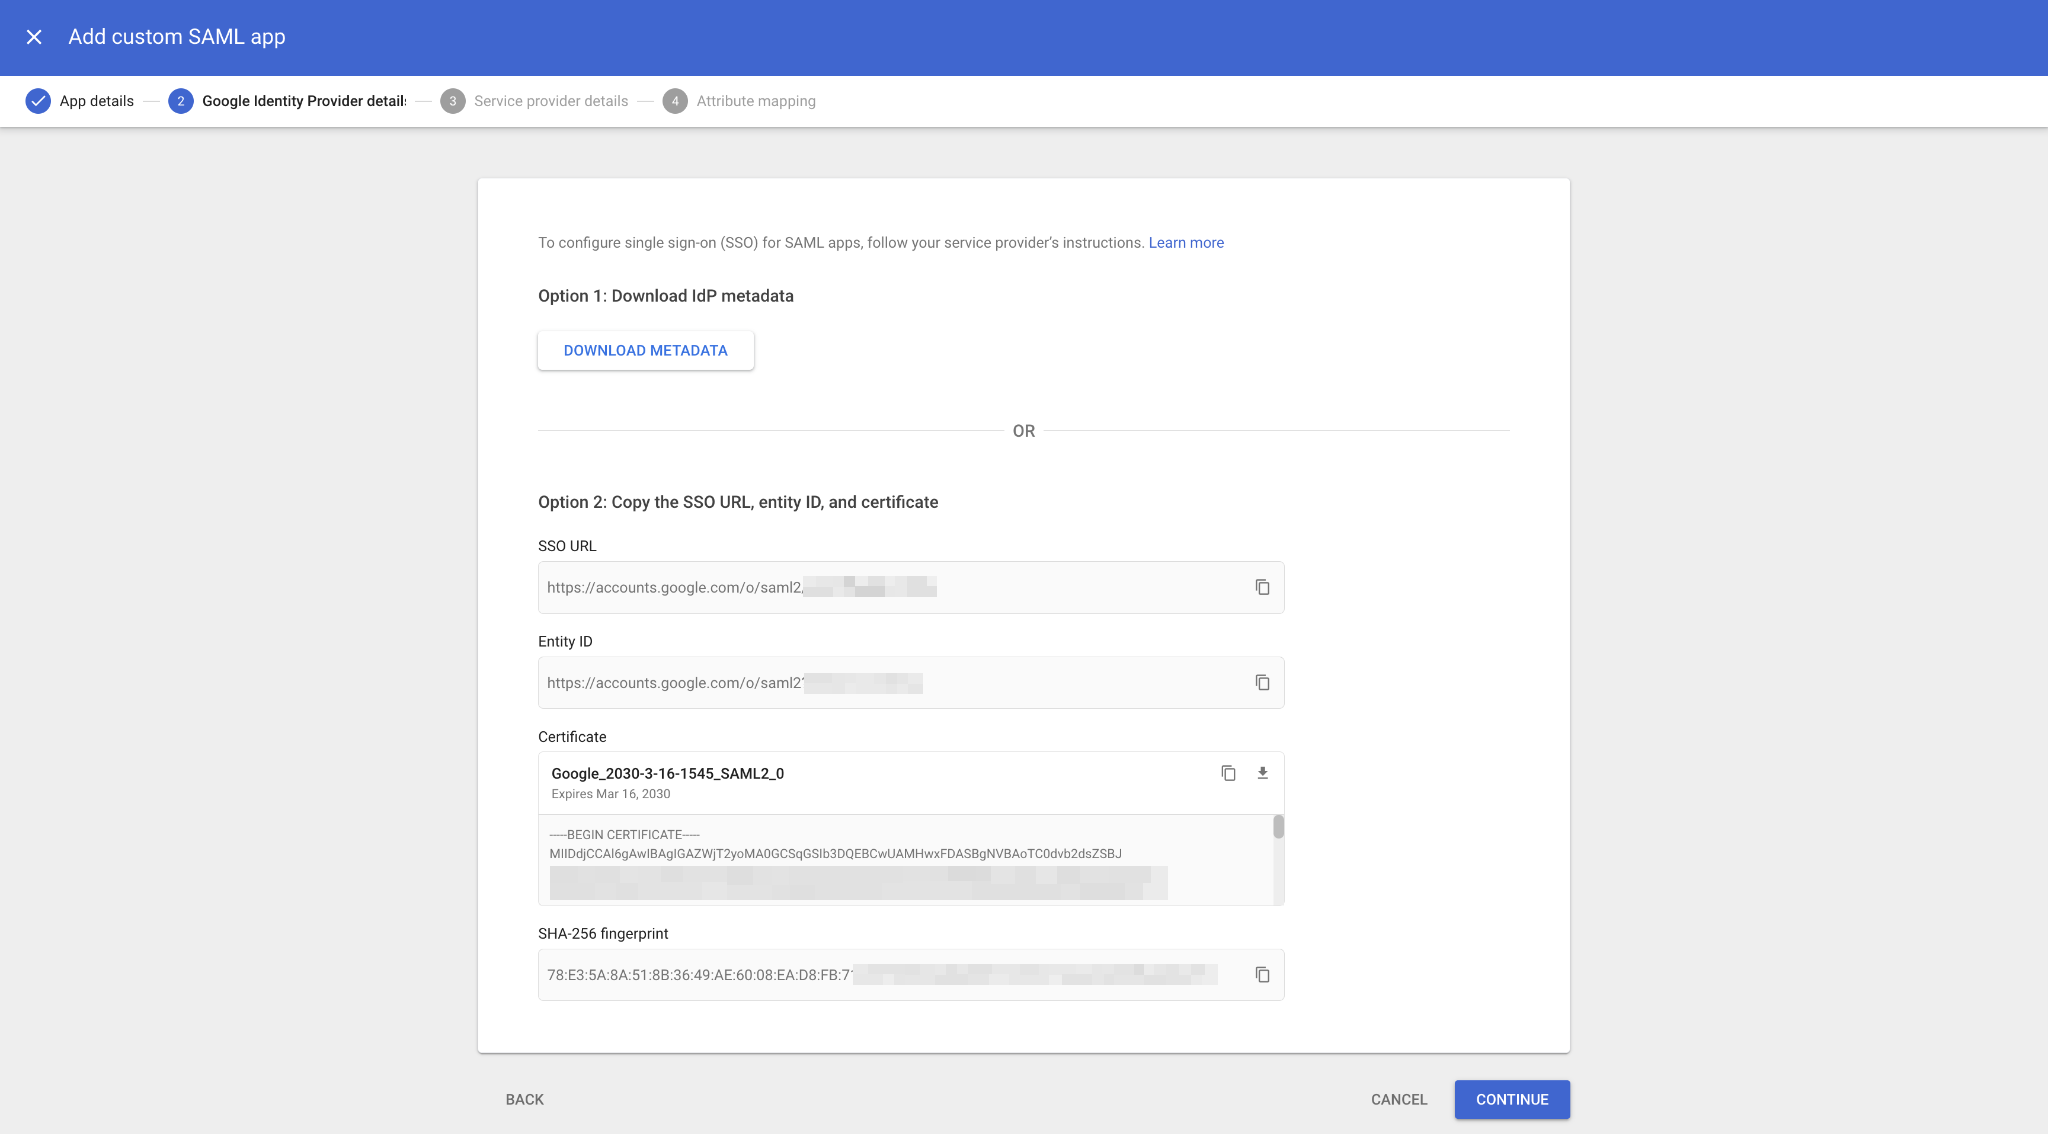 Add custom SAML app
App details
2 Google Identity Provider details
3 Service provider details
4 Attribute mapping
To configure single sign-on (SSO) for SAML apps, follow your service provider's instructions. Learn more
Option 1: Download IdP metadata
DOWNLOAD METADATA
OR
Option 2: Copy the SSO URL, entity ID, and certificate
SSO URL
https://accounts.google.com/o/saml2/
Entity ID
https://accounts.google.com/o/saml2?
Certificate
Google_2030-3-16-1545_SAML2_0
Expires Mar 16, 2030
-----BEGIN CERTIFICATE-----
MIIDdjCCAl6gAwIBAgIGAZWjT2yoMA0GCSqGSIb3DQEBCwUAMHwxFDASBgNVBAoTC0dvb2dsZSBJ
SHA-256 fingerprint
78:E3:5A:8A:51:8B:36:49:AE:60:08:EA:D8:FB:7
BACK
CANCEL
CONTINUE